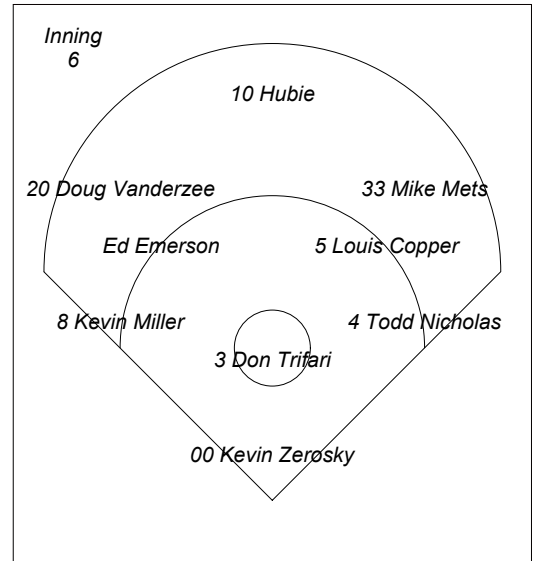 Inning
6
10 Hubie
20 Doug Vanderzee
33 Mike Mets
Ed Emerson
5 Louis Copper
8 Kevin Miller
4 Todd Nicholas
3 Don Trifari
00 Kevin Zerosky